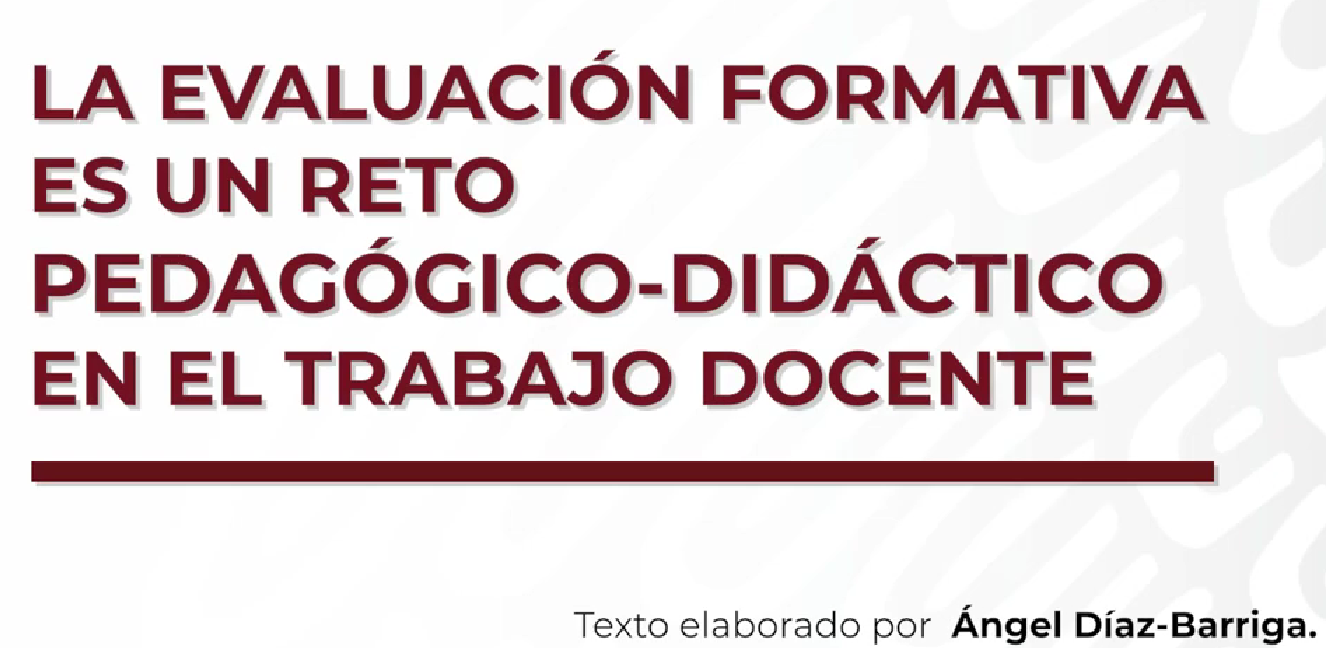 LA EVALUACIÓN FORMATIVA
ES UN RETO
PEDAGÓGICO-DIDÁCTICO
EN EL TRABAJO DOCENTE
Texto elaborado por Ángel Díaz-Barriga.